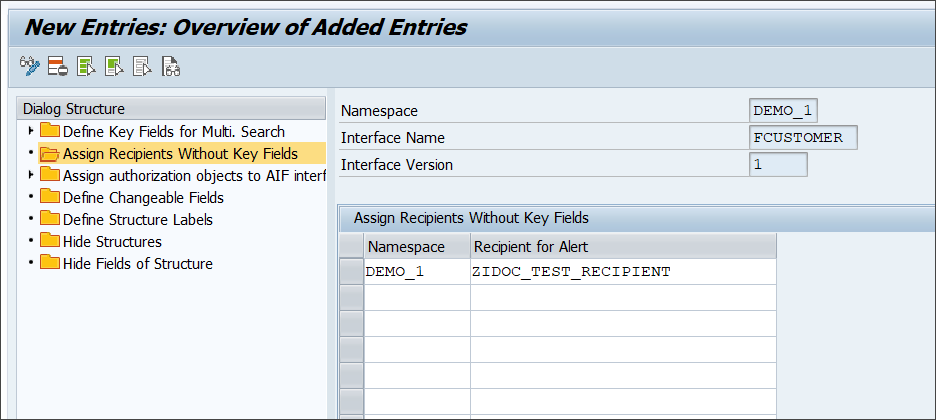 New Entries: Overview of Added Entries
Dialog Structure
Define Key Fields for Multi. Search
Assign Recipients Without Key Fields
Assign authorization objects to AIF interf
Define Changeable Fields
Define Structure Labels
Hide Structures
Hide Fields of Structure
Namespace DEMO_1
Interface Name FCUSTOMER
Interface Version 1
Assign Recipients Without Key Fields
Namespace Recipient for Alert
DEMO_1 ZIDOC_TEST_RECIPIENT